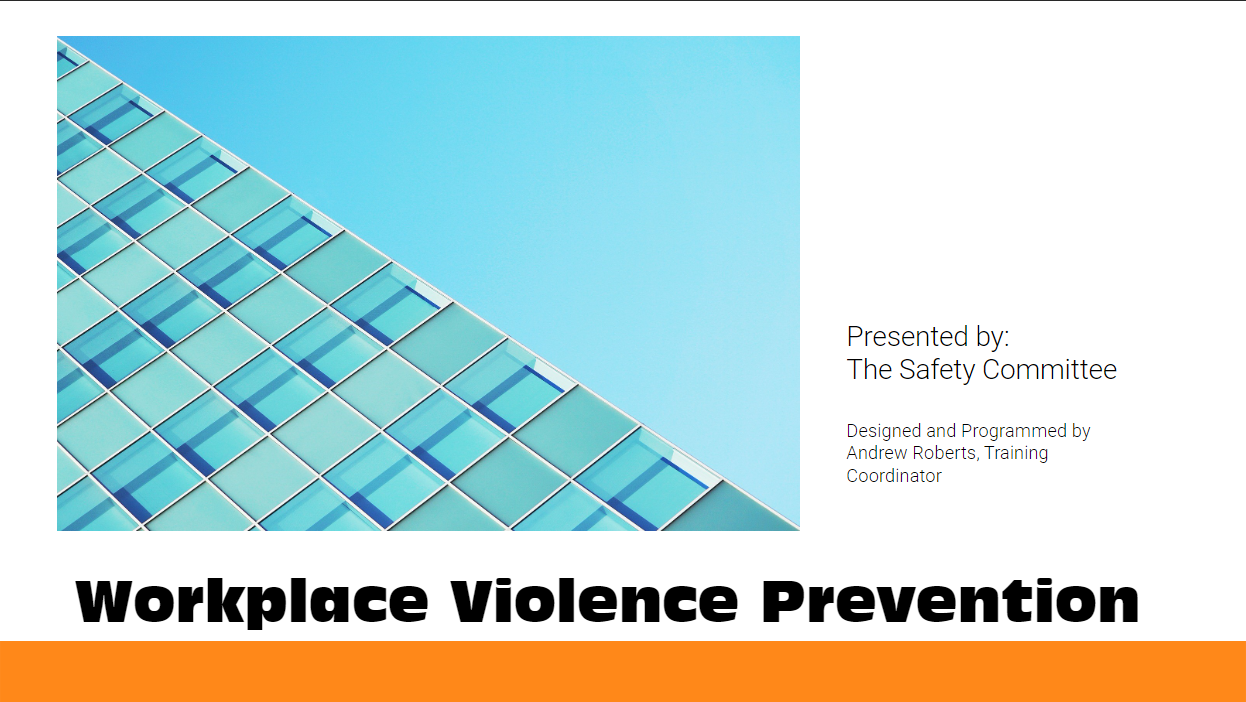 Presented by:
The Safety Committee
Designed and Programmed by
Andrew Roberts, Training
Coordinator
Workplace Violence Prevention